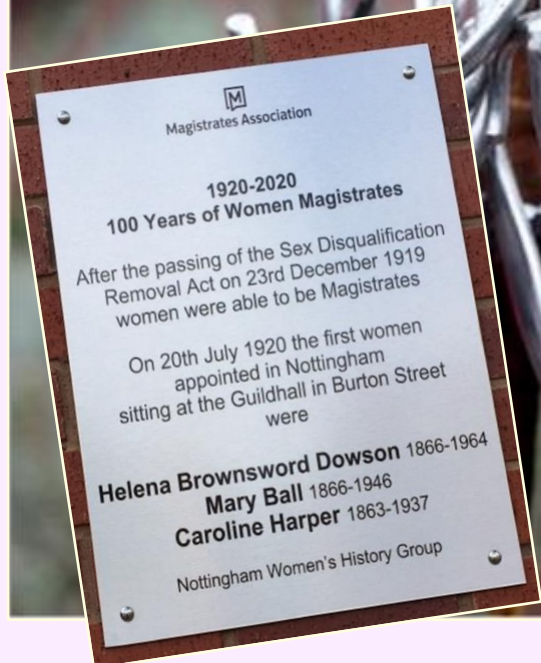 M
Magistrates Association
1920-2020
100 Years of Women Magistrates
After the passing of the Sex Disqualification
Removal Act on 23rd December 1919
women were able to be Magistrates
On 20th July 1920 the first women
appointed in Nottingham
sitting at the Guildhall in Burton Street
were
Helena Brownsword Dowson 1866-1964
Mary Ball 1866-1946
Caroline Harper 1863-1937
Nottingham Women's History Group